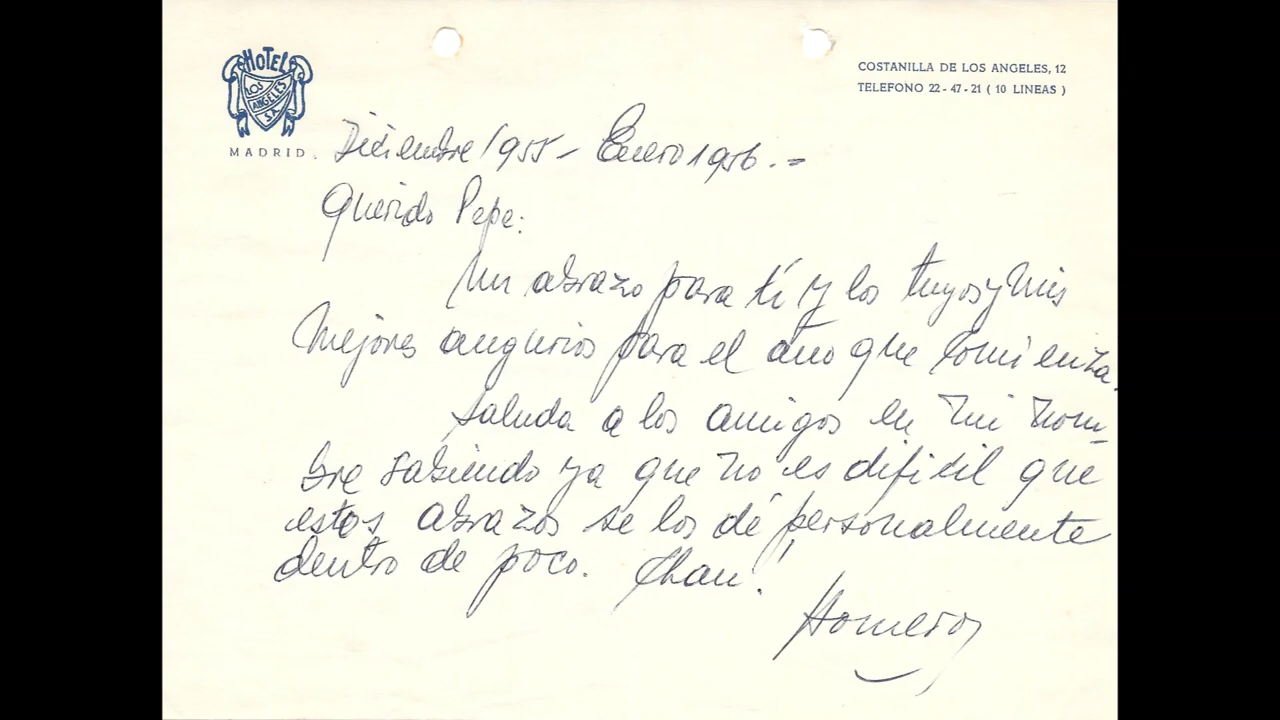 HOTEL
LOS
ANGELES
S.A.
MADRID.
COSTANILLA DE LOS ANGELES, 12
TELEFONO 22-47-21 ( 10 LINEAS )
Diciembre 1955 – Enero 1956.=
Querido Pepe:
Un abrazo para tí y los tuyos y mis
mejores augurios para el año que comienza.
Saluda a los amigos en mi nom-
bre sabiendo ya que no es difícil que
estos abrazos se los dé personalmente
dentro de poco. Chau!
Homero